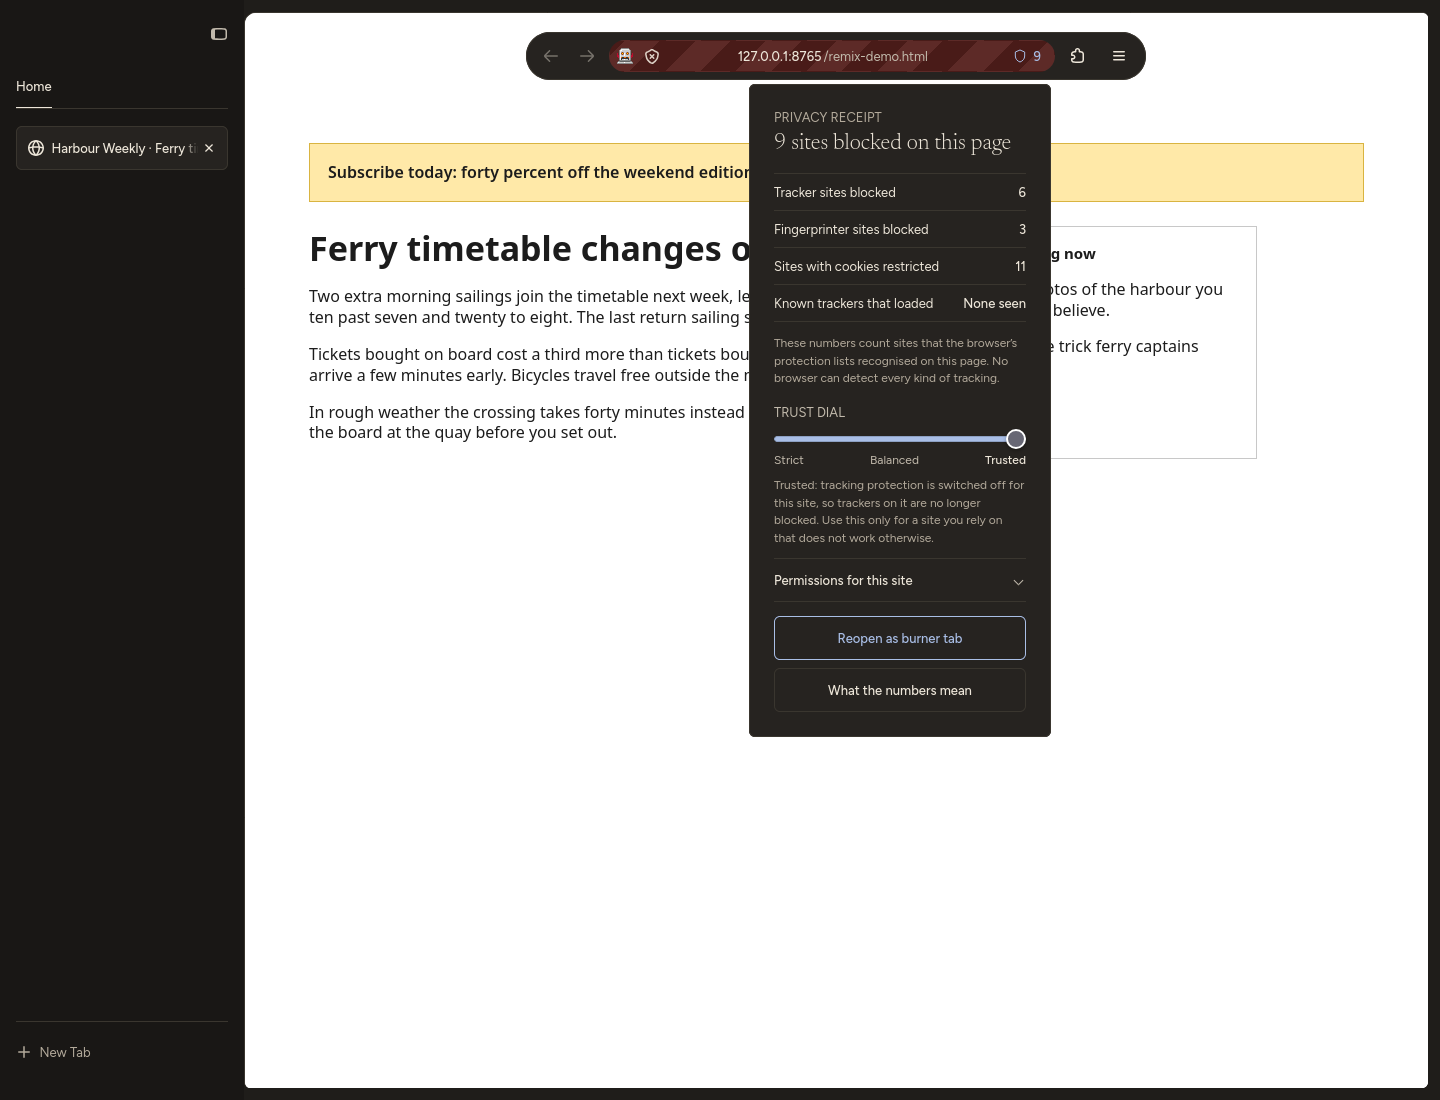 Home
Harbour Weekly · Ferry
New Tab
127.0.0.1:8765/remix-demo.html
9
Subscribe today: forty percent off the weekend edition
Ferry timetable changes
Two extra morning sailings join the timetable next week,
ten past seven and twenty to eight. The last return sailing
Tickets bought on board cost a third more than tickets
arrive a few minutes early. Bicycles travel free outside the
In rough weather the crossing takes forty minutes instead
the board at the quay before you set out.
PRIVACY RECEIPT
9 sites blocked on this page
Tracker sites blocked 6
Fingerprinter sites blocked 3
Sites with cookies restricted 11
Known trackers that loaded None seen
These numbers count sites that the browser's
protection lists recognised on this page. No
browser can detect every kind of tracking.
TRUST DIAL
Strict Balanced Trusted
Trusted: tracking protection is switched off for
this site, so trackers on it are no longer
blocked. Use this only for a site you rely on
that does not work otherwise.
Permissions for this site
Reopen as burner tab
What the numbers mean
now
of the harbour you
believe.
trick ferry captains